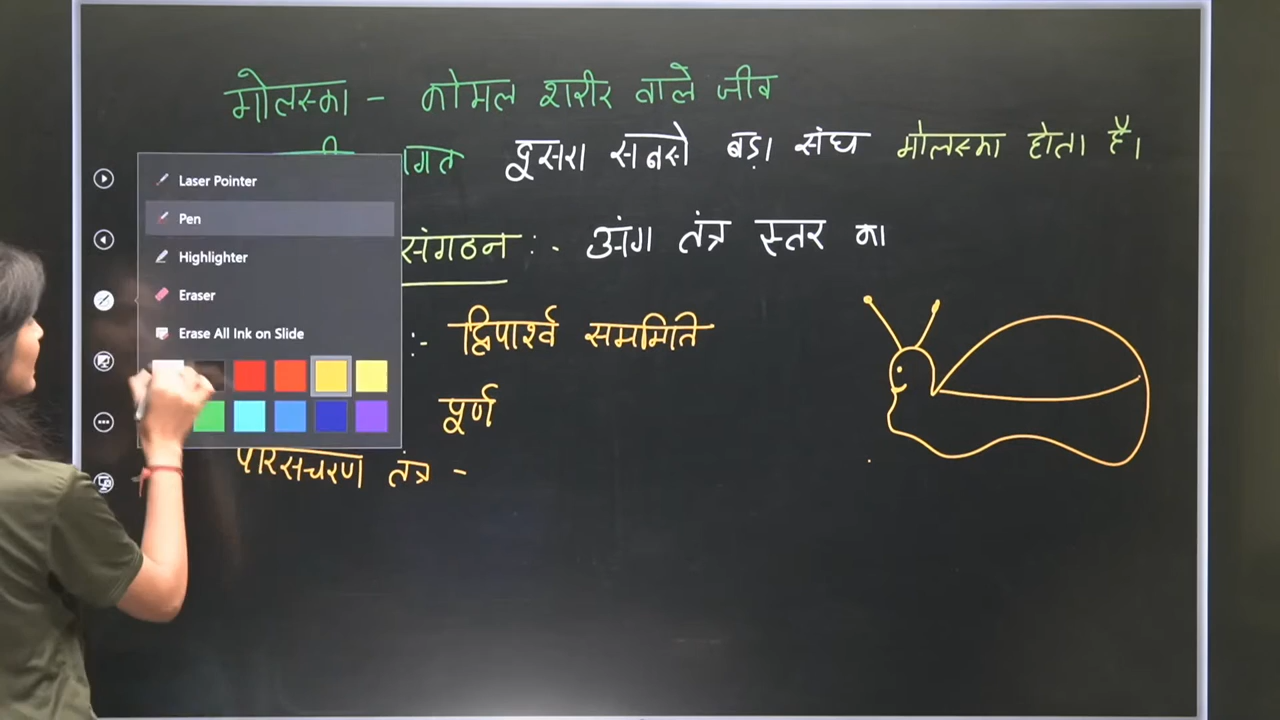 मोलस्का - कोमल शरीर वाले जीव
दूसरा सबसे बड़ा संघ मोलस्का होता है।
संगठन :- अंग तंत्र स्तर का
:- द्विपार्श्व सममिति
पूर्ण
परिसंचरण तंत्र -
Laser Pointer
Pen
Highlighter
Eraser
Erase All Ink on Slide